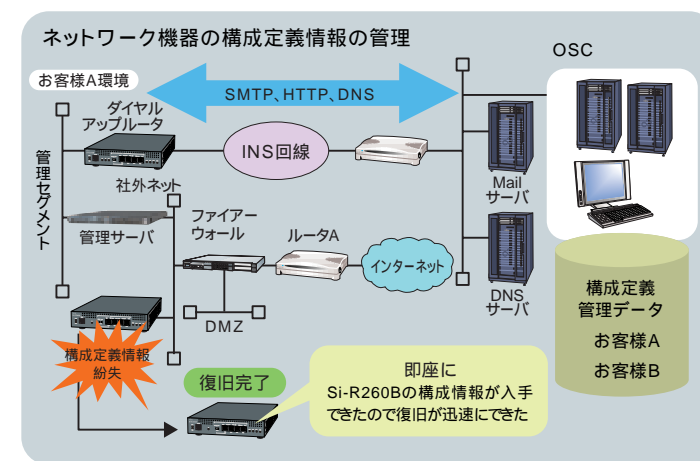 ネットワーク機器の構成定義情報の管理
OSC
お客様A環境
SMTP、HTTP、DNS
ダイヤル
アップルータ
INS回線
管理セグメント
社外ネット
Mail
サーバ
管理サーバ
ファイアー
ウォール
ルータA
インターネット
DNS
サーバ
DMZ
構成定義
管理データ
お客様A
お客様B
構成定義情報
紛失
復旧完了
即座に
Si-R260Bの構成情報が入手
できたので復旧が迅速にできた